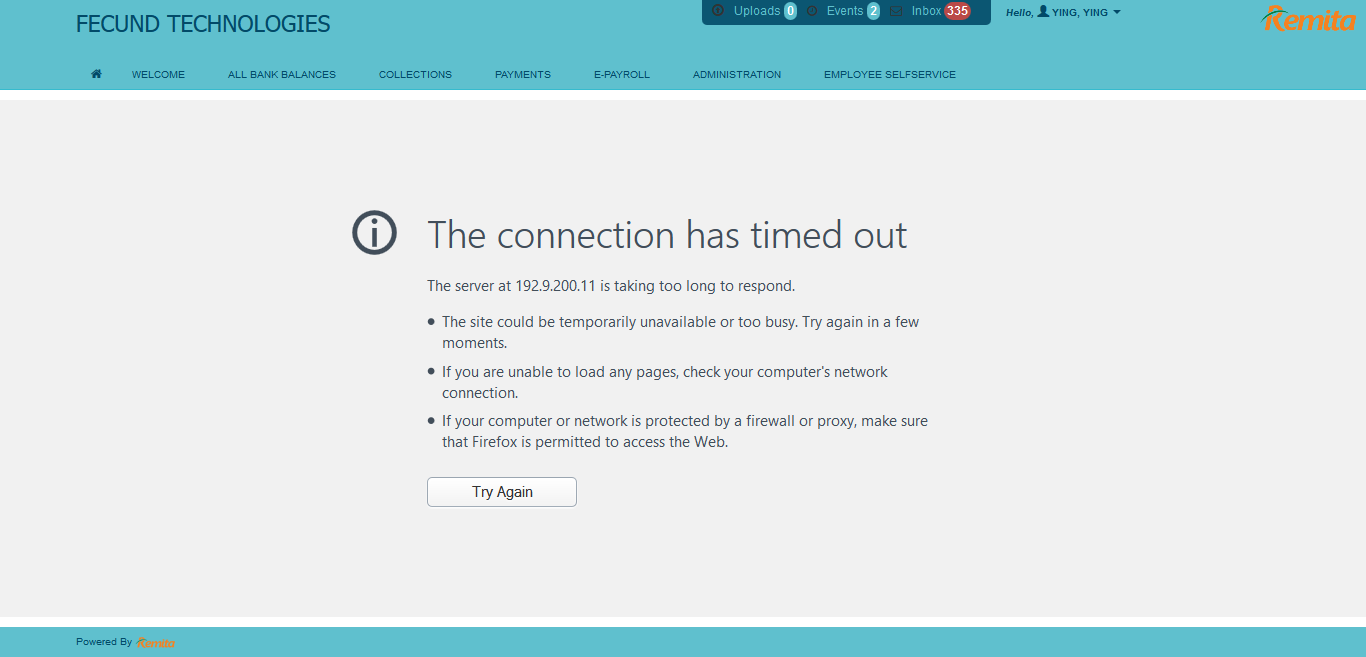 FECUND TECHNOLOGIES
Uploads 0 Events 2 Inbox 335
Hello, YING, YING
Remita
WELCOME ALL BANK BALANCES COLLECTIONS PAYMENTS E-PAYROLL ADMINISTRATION EMPLOYEE SELFSERVICE
The connection has timed out
The server at 192.9.200.11 is taking too long to respond.
The site could be temporarily unavailable or too busy. Try again in a few
moments.
If you are unable to load any pages, check your computer's network
connection.
If your computer or network is protected by a firewall or proxy, make sure
that Firefox is permitted to access the Web.
Try Again
Powered By Remita